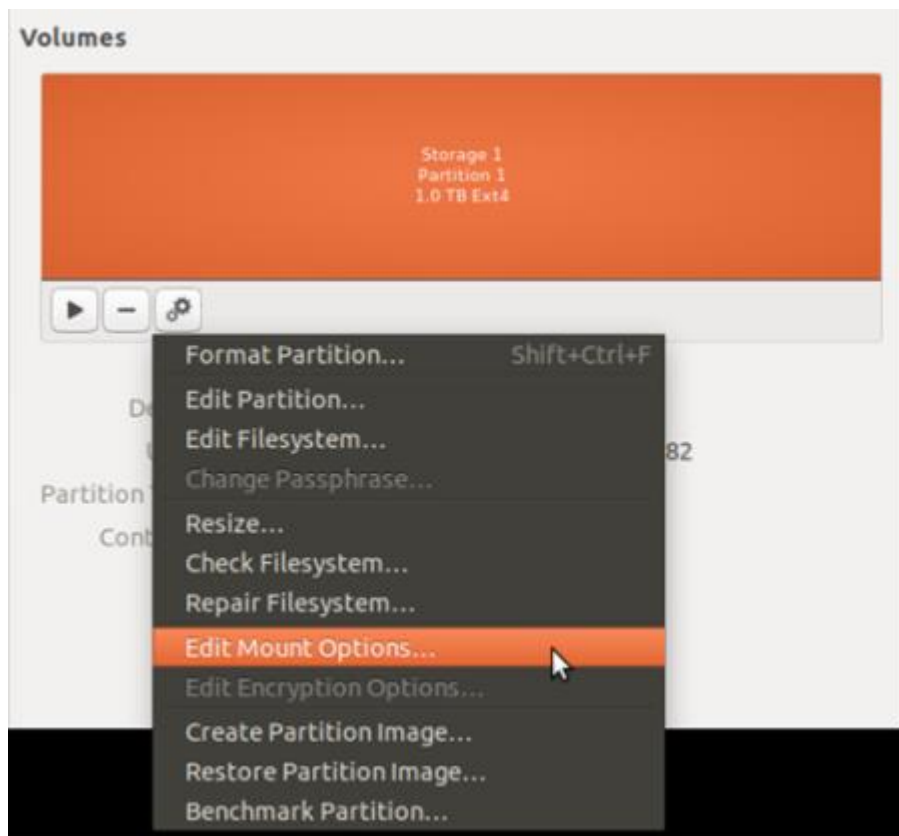 Volumes
Storage 1
Partition 1
1.0 TB Ext4
Format Partition... Shift+Ctrl+F
Edit Partition...
Edit Filesystem...
82
Change Passphrase...
Partition
Resize...
Cont
Check Filesystem...
Repair Filesystem...
Edit Mount Options...
Edit Encryption Options...
Create Partition Image...
Restore Partition Image...
Benchmark Partition...